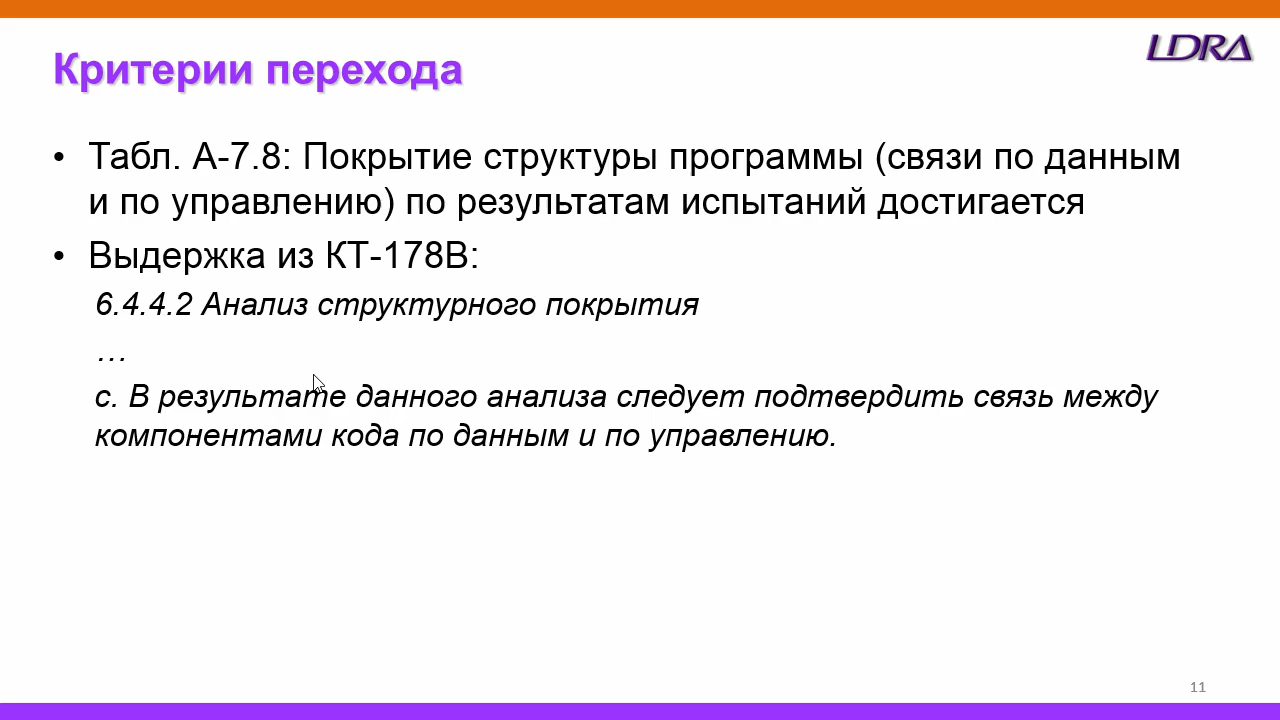 LDRA
Критерии перехода
• Табл. А-7.8: Покрытие структуры программы (связи по данным
и по управлению) по результатам испытаний достигается
• Выдержка из КТ-178В:
6.4.4.2 Анализ структурного покрытия
…
с. В результате данного анализа следует подтвердить связь между
компонентами кода по данным и по управлению.
11